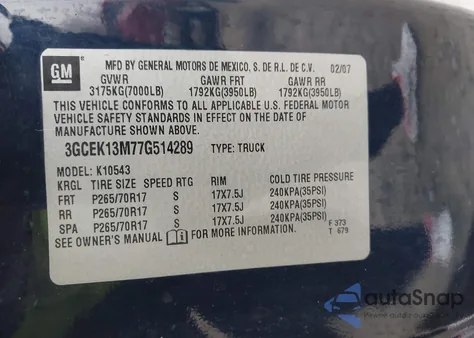 GM
MFD BY GENERAL MOTORS DE MEXICO, S. DE R.L. DE C.V. 02/07
GVWR GAWR FRT GAWR RR
3175KG(7000LB) 1792KG(3950LB) 1792KG(3950LB)
THIS VEHICLE CONFORMS TO ALL APPLICABLE U.S. FEDERAL MOTOR
VEHICLE SAFETY STANDARDS IN EFFECT ON THE DATE OF
MANUFACTURE SHOWN ABOVE.
3GCEK13M77G514289 TYPE: TRUCK
MODEL: K10543
KRGL TIRE SIZE SPEED RTG RIM COLD TIRE PRESSURE
FRT P265/70R17 S 17X7.5J 240KPA(35PSI)
RR P265/70R17 S 17X7.5J 240KPA(35PSI)
SPA P265/70R17 S 17X7.5J 240KPA(35PSI)
SEE OWNER'S MANUAL FOR MORE INFORMATION.
F 373
T 679
autoSnap